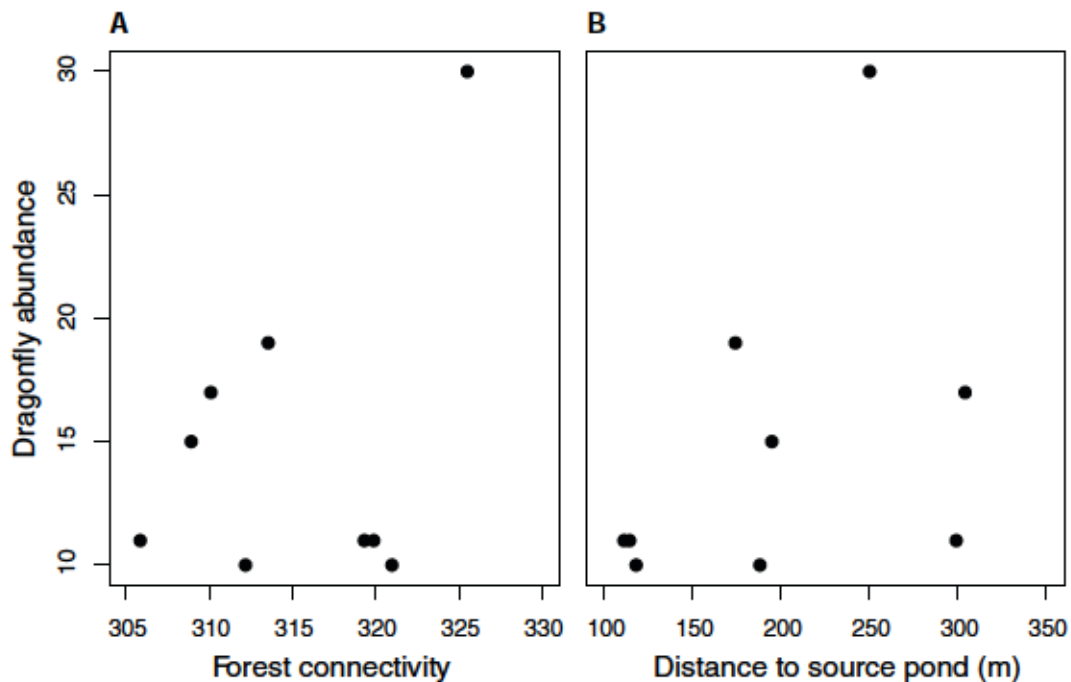 A
B
Dragonfly abundance
30
25
20
15
10
305 310 315 320 325 330
100 150 200 250 300 350
Forest connectivity
Distance to source pond (m)